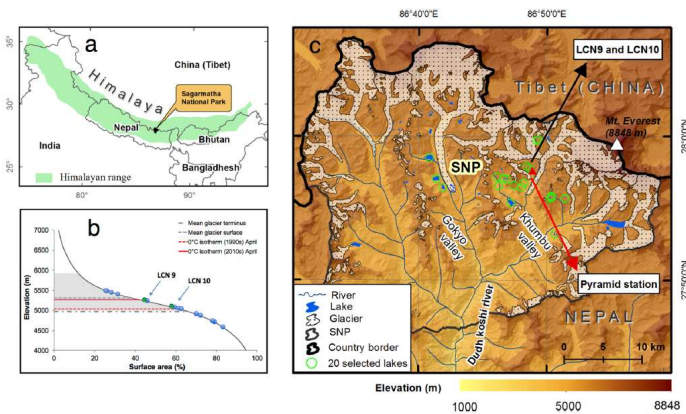 a
35°
30°
25°
80°
90°
Himalaya
China (Tibet)
Sagarmatha
National Park
Nepal
Bhutan
India
Bangladesh
Himalayan range
b
Mean glacier terminus
Mean glacier surface
0°C isotherm (1990s) April
0°C isotherm (2010s) April
LCN 9
LCN 10
Elevation (m)
7000
6500
6000
5500
5000
4500
4000
0
20
40
60
80
100
Surface area (%)
86°40'0"E
86°50'0"E
c
LCN9 and LCN10
Tibet (CHINA)
Mt. Everest
(8848 m)
SNP
Gokyo
valley
Khumbu
valley
Dudh koshi river
Pyramid station
NEPAL
River
Lake
Glacier
SNP
Country border
20 selected lakes
0
5
10 km
Elevation (m)
1000
5000
8848